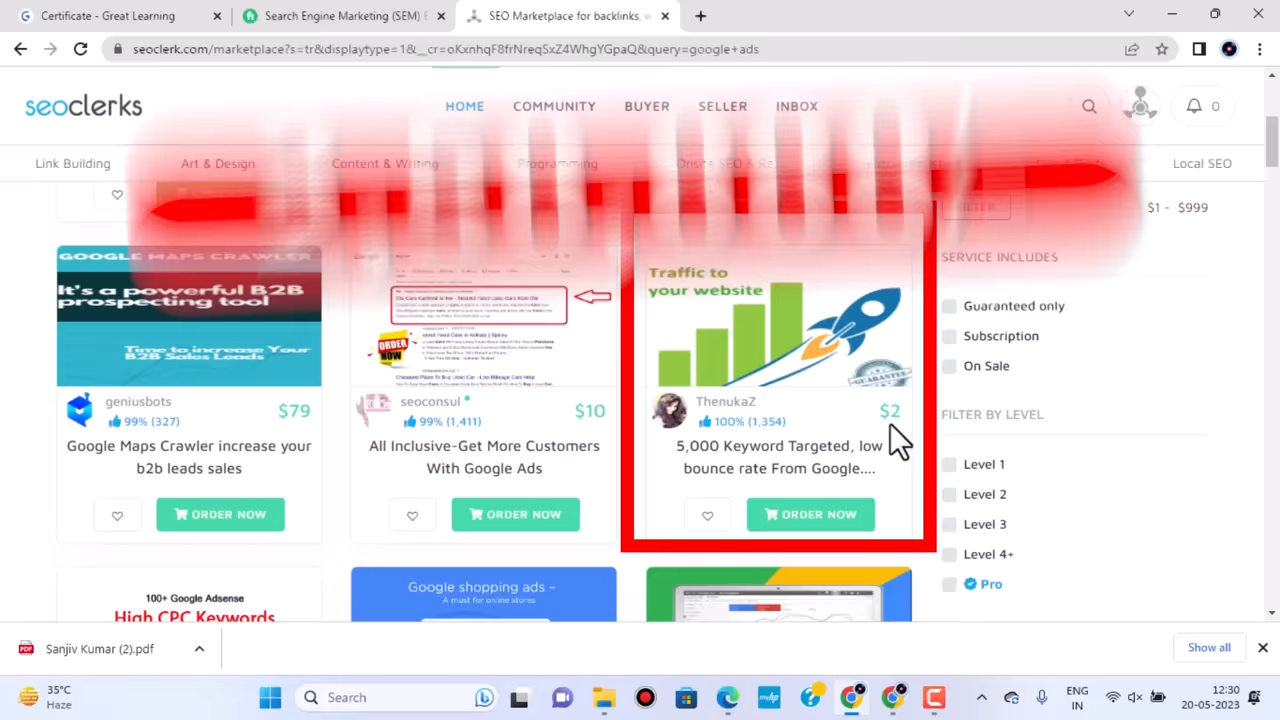 Certificate - Great Learning
Search Engine Marketing (SEM) E
SEO Marketplace for backlinks, w
seoclerk.com/marketplace?s=tr&displaytype=1&__cr=oKxnhqF8frNreqSxZ4WhgYGpaQ&query=google+ads
seoclerks
HOME
COMMUNITY
BUYER
SELLER
INBOX
0
Link Building
Art & Design
Content & Writing
Programming
Onsite SEO & Re
Local SEO
$1 - $999
GOOGLE MAPS CRAWLER
It's a powerful B2B
prospecting tool
Your
B2B Sales Leads
ORDER
NOW
Traffic to
your website
SERVICE INCLUDES
Guaranteed only
Subscription
On Sale
geniusbots
99% (327)
$79
Google Maps Crawler increase your
b2b leads sales
ORDER NOW
seoconsul
99% (1,411)
$10
All Inclusive-Get More Customers
With Google Ads
ORDER NOW
ThenukaZ
100% (1,354)
$2
5,000 Keyword Targeted, low
bounce rate From Google....
ORDER NOW
FILTER BY LEVEL
Level 1
Level 2
Level 3
Level 4+
Pro
100+ Google Adsense
High CPC Keywords
Google shopping ads -
A must for online stores
Sanjiv Kumar (2).pdf
Show all
35°C
Haze
Search
ENG
IN
12:30
20-05-2023